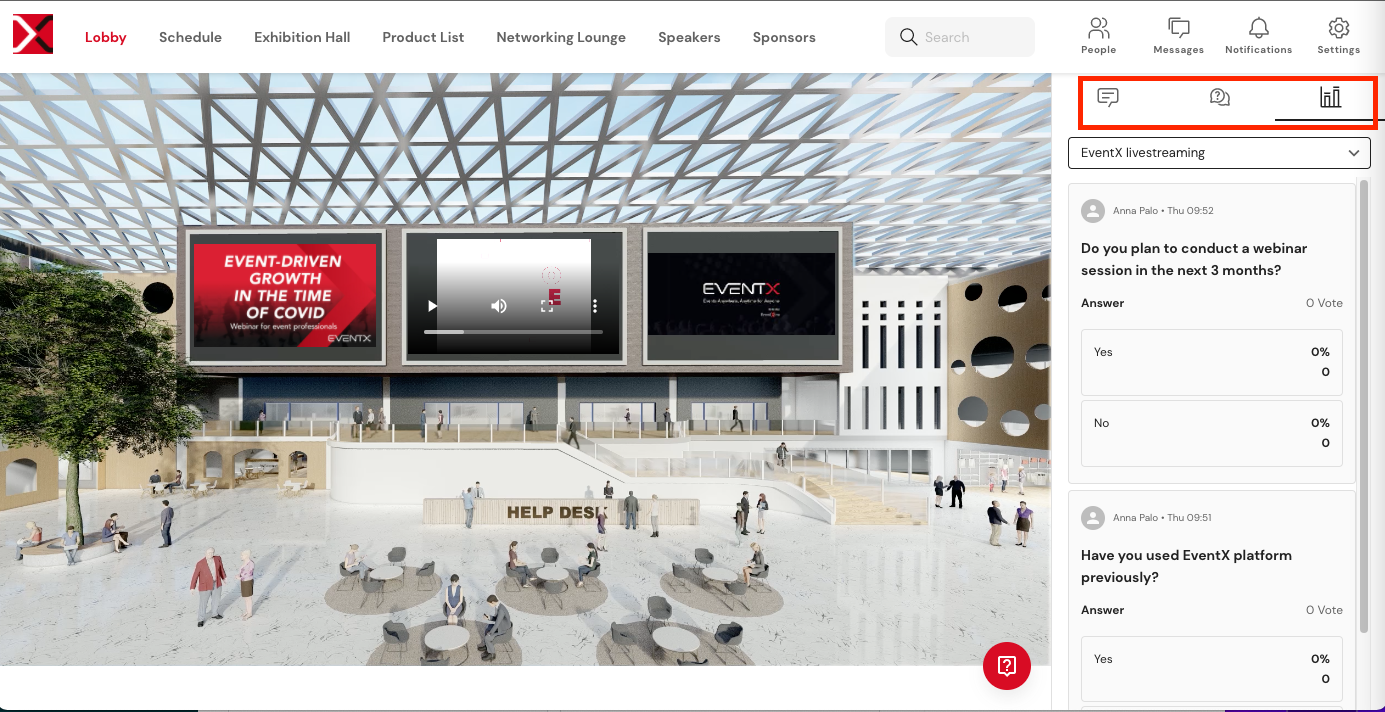 Lobby
Schedule
Exhibition Hall
Product List
Networking Lounge
Speakers
Sponsors
Search
People
Messages
Notifications
Settings
EventX livestreaming
Anna Palo • Thu 09:52
Do you plan to conduct a webinar
session in the next 3 months?
Answer 0 Vote
Yes 0%
0
No 0%
0
Anna Palo • Thu 09:51
Have you used EventX platform
previously?
Answer 0 Vote
Yes 0%
0
EVENT-DRIVEN
GROWTH
IN THE TIME
OF COVID
Webinar for event professionals
EVENTX
E
EVENTX
HELP DESK